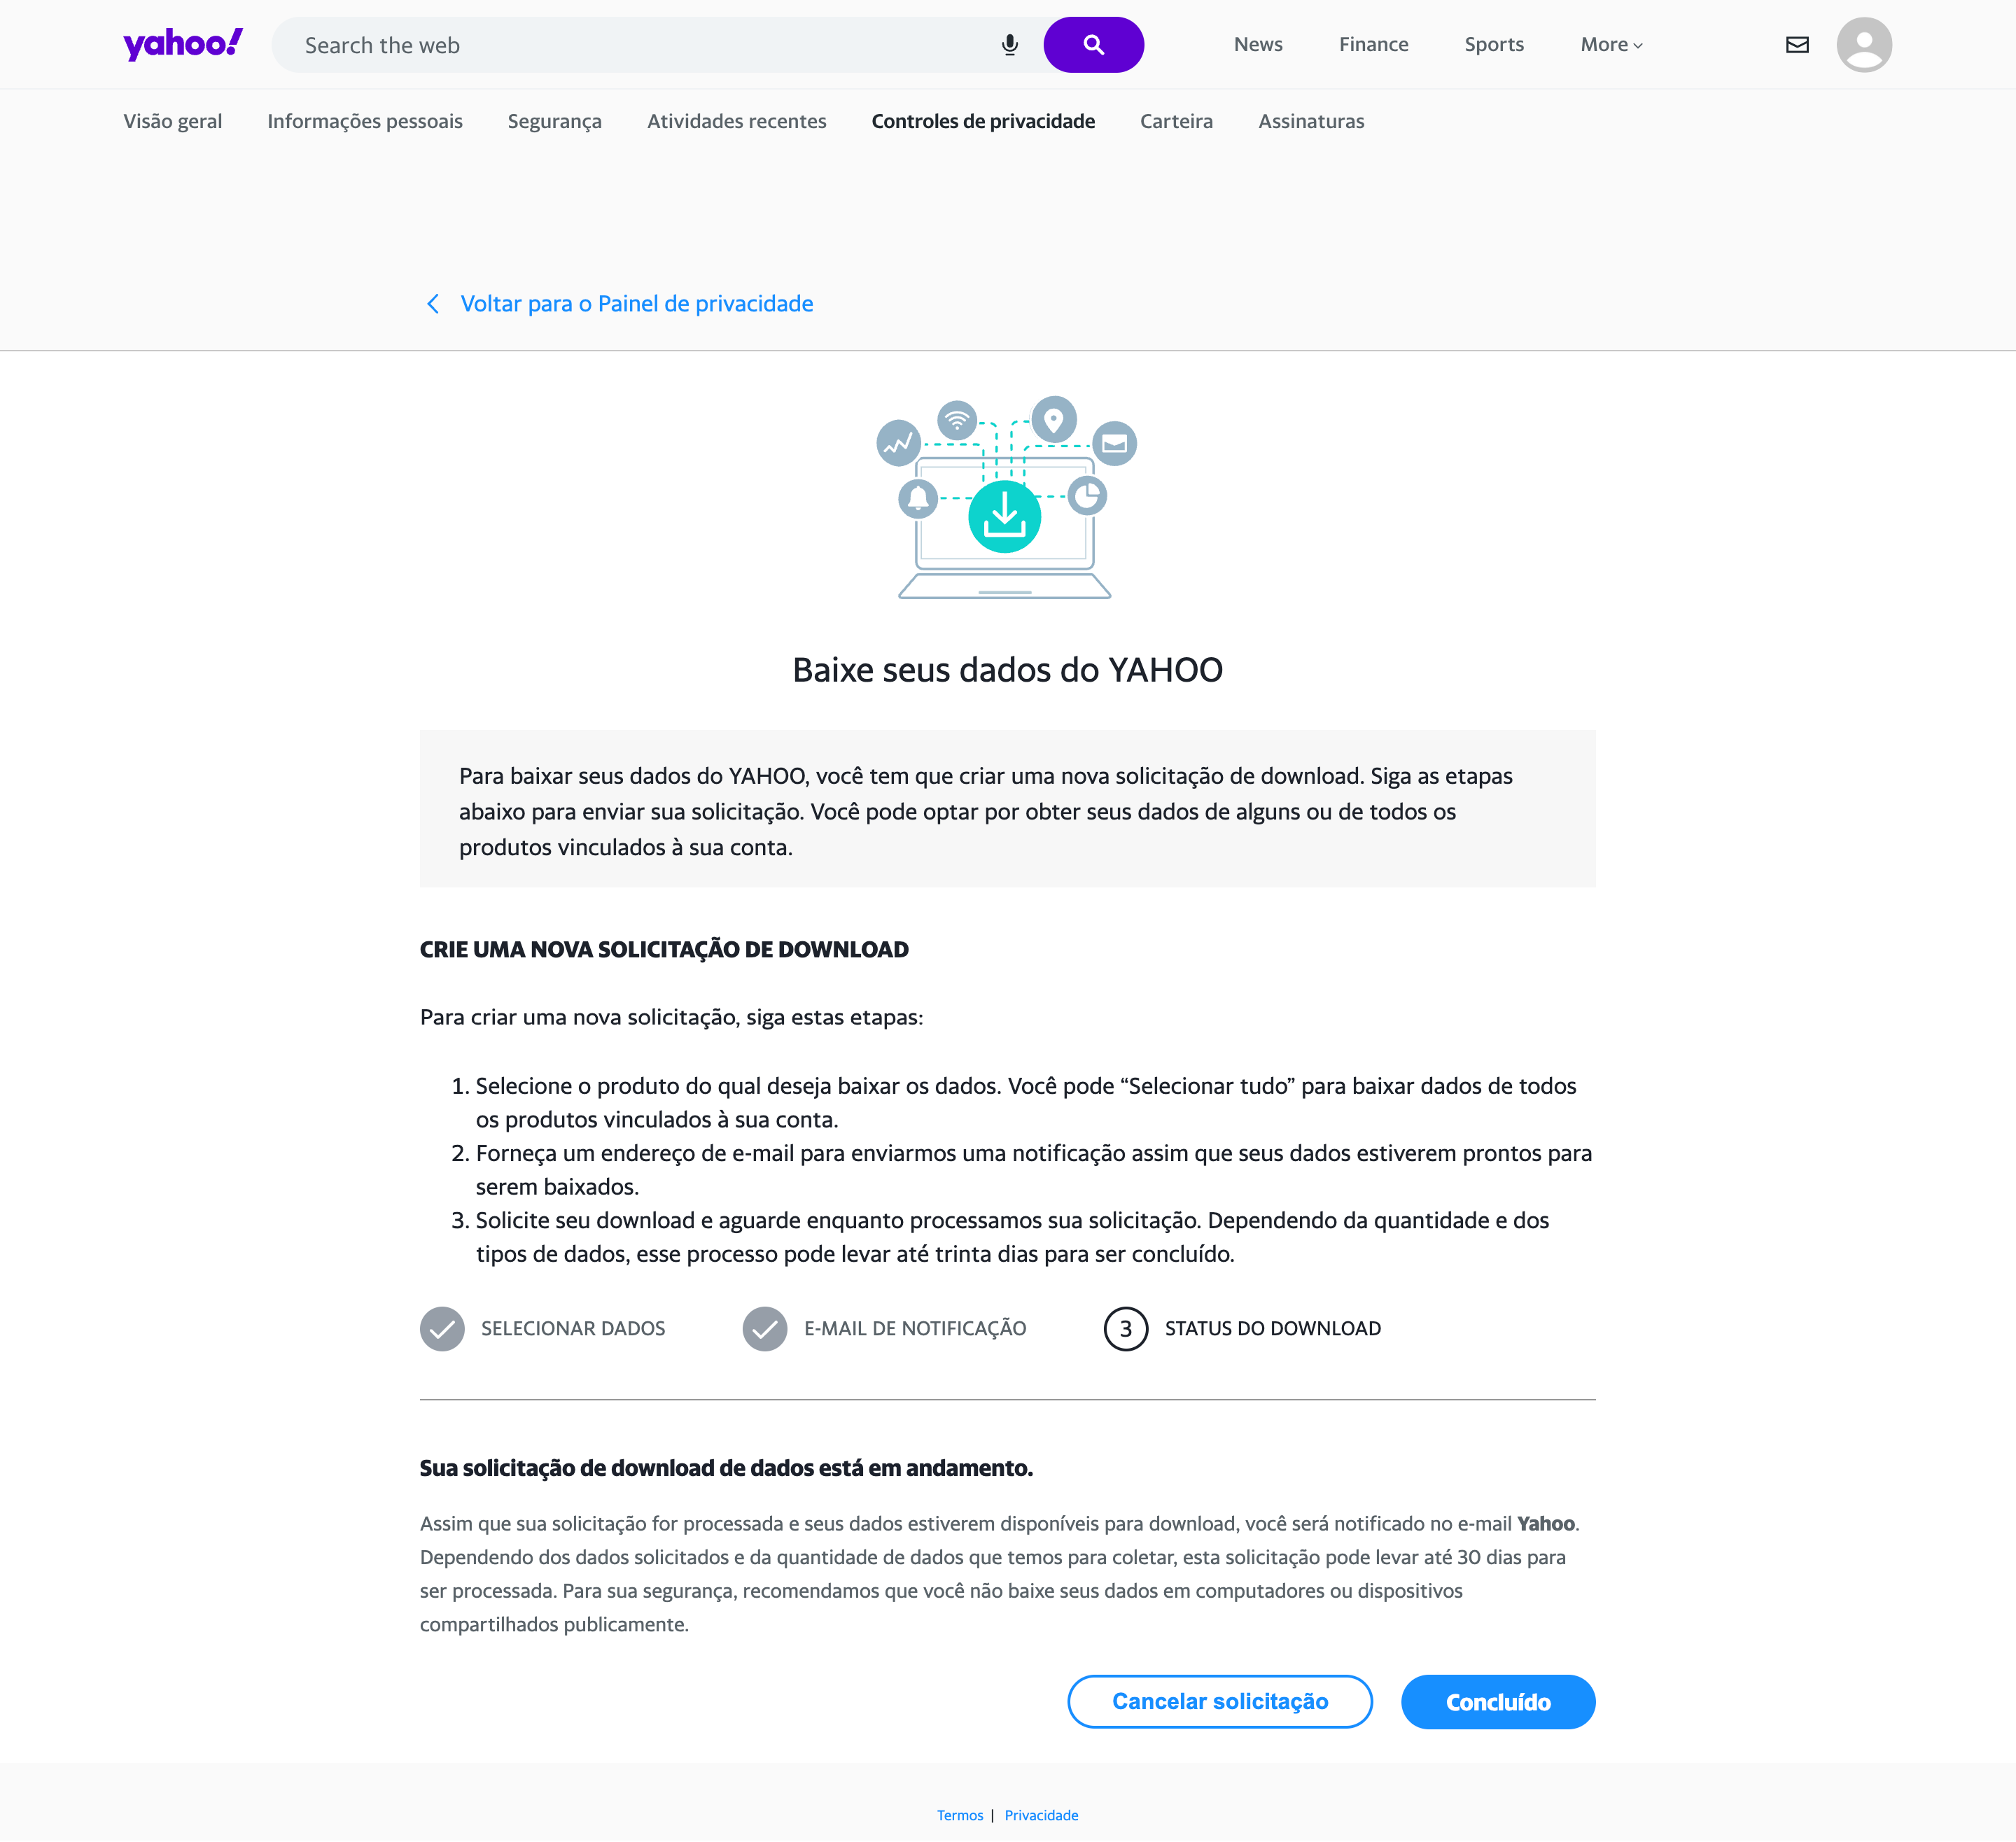 yahoo!
Search the web
News
Finance
Sports
More
Visão geral
Informações pessoais
Segurança
Atividades recentes
Controles de privacidade
Carteira
Assinaturas
Voltar para o Painel de privacidade
Baixe seus dados do YAHOO
Para baixar seus dados do YAHOO, você tem que criar uma nova solicitação de download. Siga as etapas
abaixo para enviar sua solicitação. Você pode optar por obter seus dados de alguns ou de todos os
produtos vinculados à sua conta.
CRIE UMA NOVA SOLICITAÇÃO DE DOWNLOAD
Para criar uma nova solicitação, siga estas etapas:
1. Selecione o produto do qual deseja baixar os dados. Você pode “Selecionar tudo” para baixar dados de todos
os produtos vinculados à sua conta.
2. Forneça um endereço de e-mail para enviarmos uma notificação assim que seus dados estiverem prontos para
serem baixados.
3. Solicite seu download e aguarde enquanto processamos sua solicitação. Dependendo da quantidade e dos
tipos de dados, esse processo pode levar até trinta dias para ser concluído.
SELECIONAR DADOS
E-MAIL DE NOTIFICAÇÃO
3 STATUS DO DOWNLOAD
Sua solicitação de download de dados está em andamento.
Assim que sua solicitação for processada e seus dados estiverem disponíveis para download, você será notificado no e-mail Yahoo.
Dependendo dos dados solicitados e da quantidade de dados que temos para coletar, esta solicitação pode levar até 30 dias para
ser processada. Para sua segurança, recomendamos que você não baixe seus dados em computadores ou dispositivos
compartilhados publicamente.
Cancelar solicitação
Concluído
Termos | Privacidade